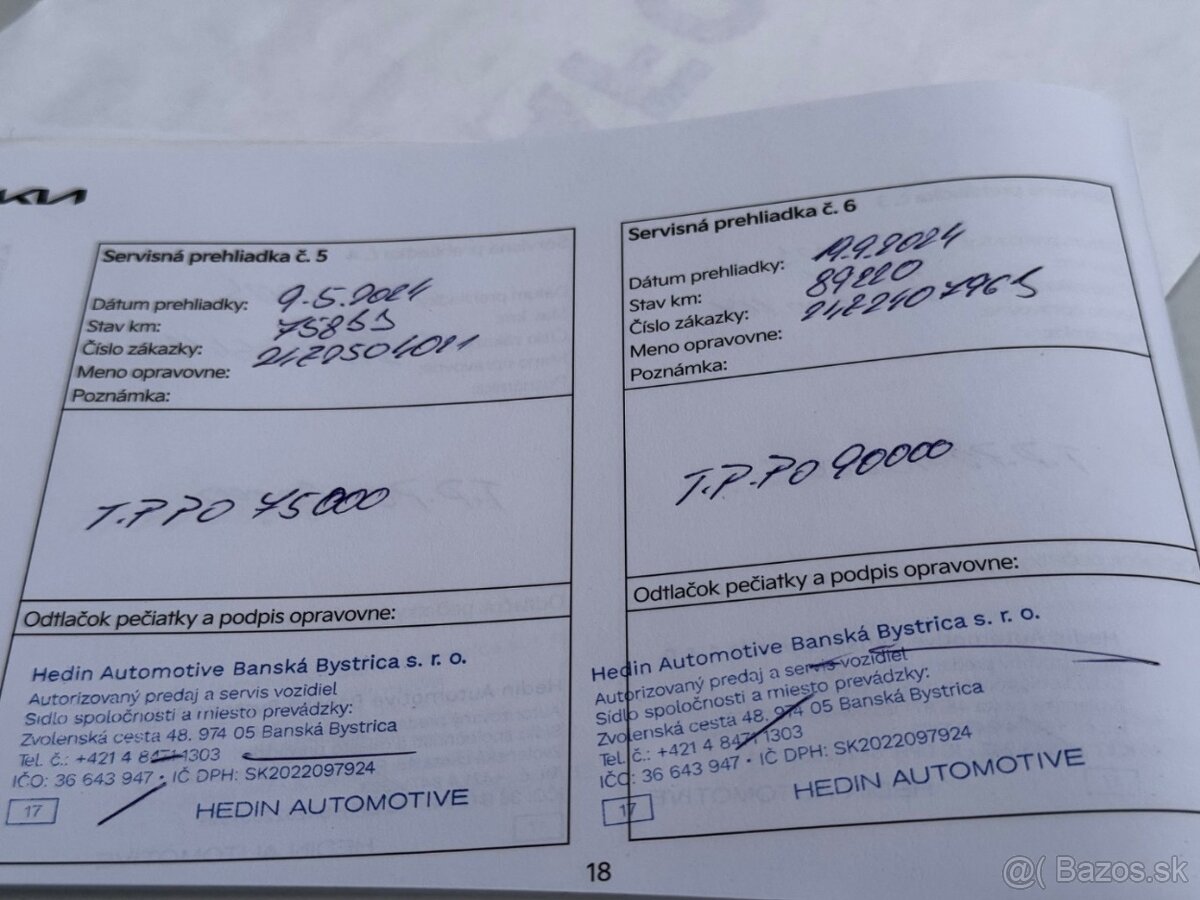 KIA
Servisná prehliadka č. 5
Dátum prehliadky: 9.5.2024
Stav km:
Číslo zákazky:
Meno opravovne:
Poznámka:
T.P PO 75000
Odtlačok pečiatky a podpis opravovne:
Hedin Automotive Banská Bystrica s. r. o.
Autorizovaný predaj a servis vozidiel
Sídlo spoločnosti a miesto prevádzky:
Zvolenská cesta 48, 974 05 Banská Bystrica
Tel. č.: +421 4 8471 1303
IČO: 36 643 947 • IČ DPH: SK2022097924
17 HEDIN AUTOMOTIVE
Servisná prehliadka č. 6
Dátum prehliadky: 19.9.2024
Stav km: 89220
Číslo zákazky:
Meno opravovne:
Poznámka:
T.P. PO 90000
Odtlačok pečiatky a podpis opravovne:
Hedin Automotive Banská Bystrica s. r. o.
Autorizovaný predaj a servis vozidiel
Sídlo spoločnosti a miesto prevádzky:
Zvolenská cesta 48, 974 05 Banská Bystrica
Tel. č.: +421 4 8471 1303
IČO: 36 643 947 • IČ DPH: SK2022097924
17 HEDIN AUTOMOTIVE
18
@( Bazos.sk